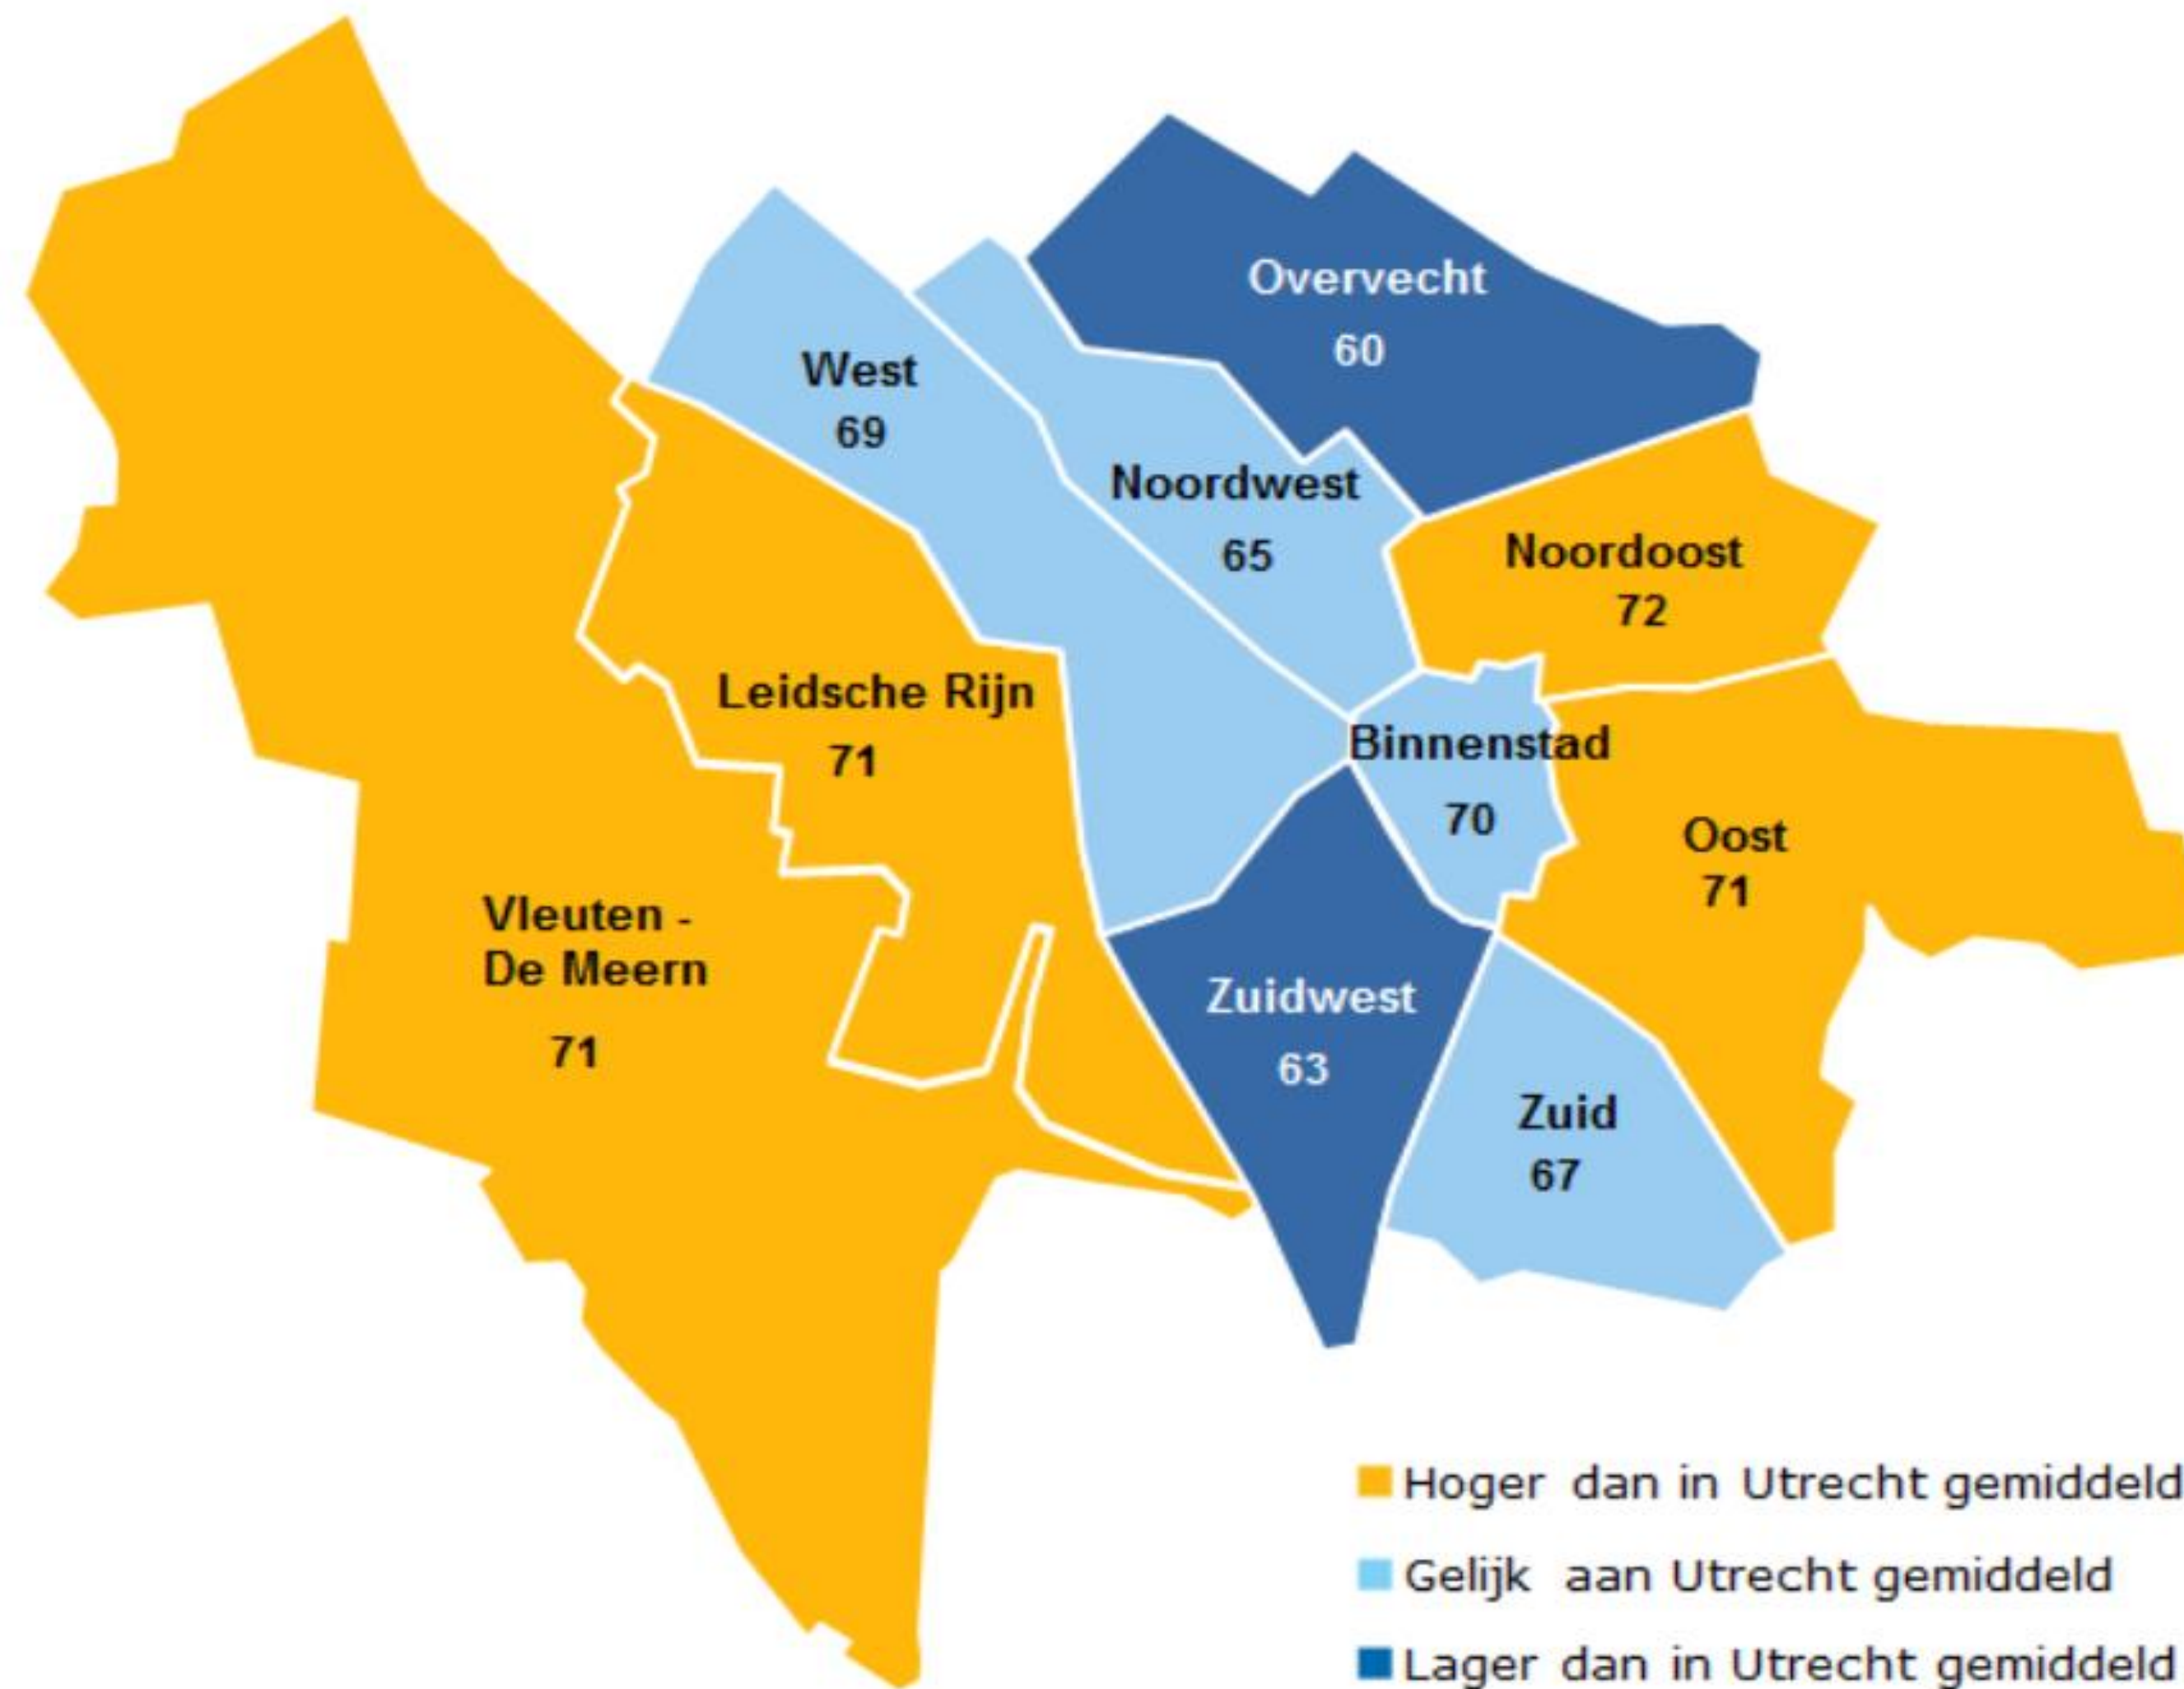 Overvecht
60
West
69
Noordwest
65
Noordoost
72
Leidsche Rijn
71
Binnenstad
70
Oost
71
Vleuten -
De Meern
71
Zuidwest
63
Zuid
67
Hoger dan in Utrecht gemiddeld
Gelijk aan Utrecht gemiddeld
Lager dan in Utrecht gemiddeld